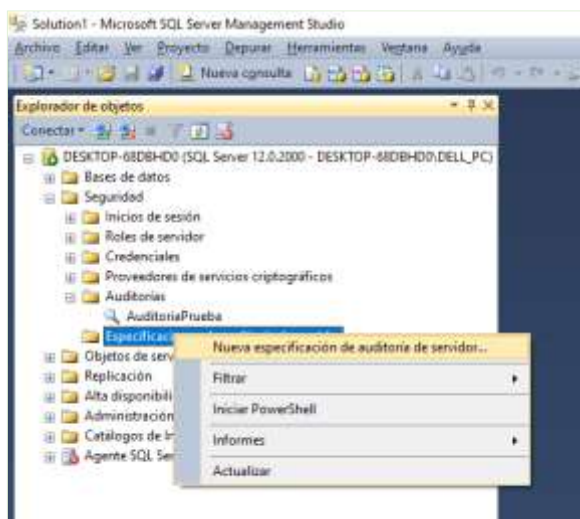 Solution1 - Microsoft SQL Server Management Studio
Archivo Editar Ver Proyecto Depurar Herramientas Ventana Ayuda
Nueva consulta
Explorador de objetos
Conectar
DESKTOP-68DBHD0 (SQL Server 12.0.2000 - DESKTOP-68DBHD0\DELL_PC)
Bases de datos
Seguridad
Inicios de sesión
Roles de servidor
Credenciales
Proveedores de servicios criptográficos
Auditorías
AuditoriaPrueba
Especificac
Nueva especificación de auditoría de servidor...
Objetos de serv
Replicación
Filtrar
Alta disponibili
Iniciar PowerShell
Administración
Catálogos de In
Informes
Agente SQL Ser
Actualizar